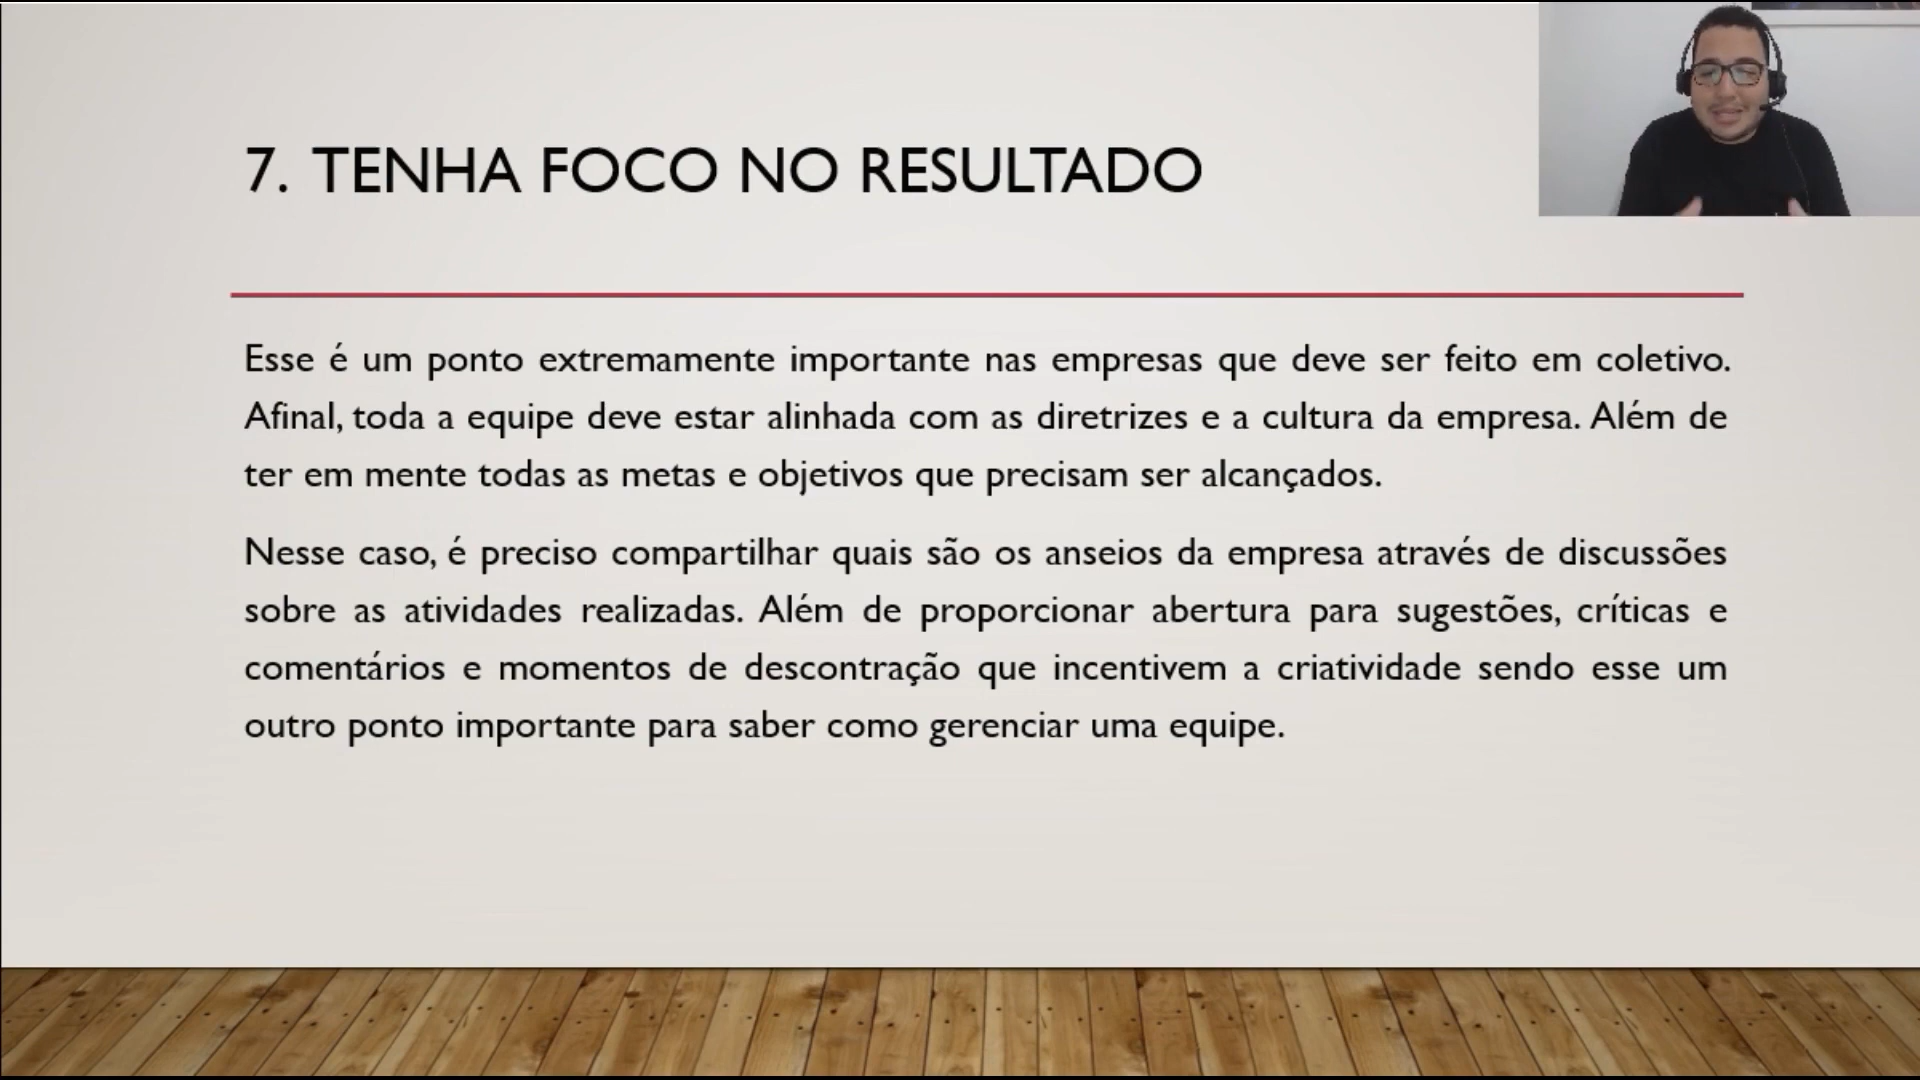 7. TENHA FOCO NO RESULTADO
Esse é um ponto extremamente importante nas empresas que deve ser feito em coletivo.
Afinal, toda a equipe deve estar alinhada com as diretrizes e a cultura da empresa. Além de
ter em mente todas as metas e objetivos que precisam ser alcançados.
Nesse caso, é preciso compartilhar quais são os anseios da empresa através de discussões
sobre as atividades realizadas. Além de proporcionar abertura para sugestões, críticas e
comentários e momentos de descontração que incentivem a criatividade sendo esse um
outro ponto importante para saber como gerenciar uma equipe.